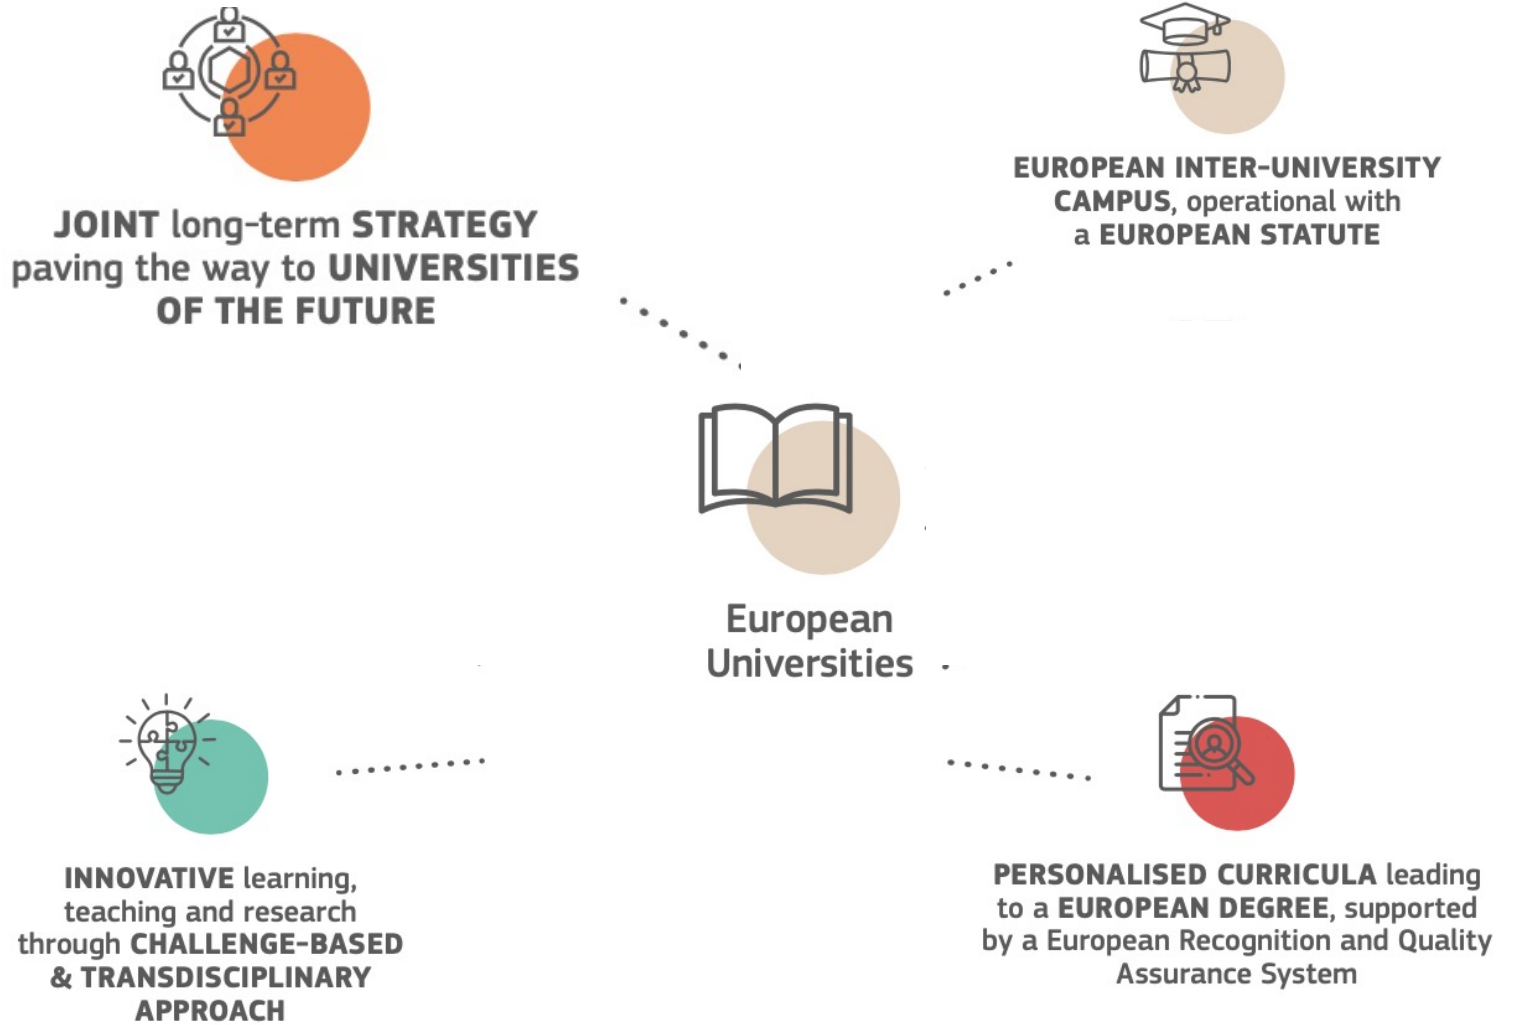 JOINT long-term STRATEGY
paving the way to UNIVERSITIES
OF THE FUTURE
EUROPEAN INTER-UNIVERSITY
CAMPUS, operational with
a EUROPEAN STATUTE
European
Universities
INNOVATIVE learning,
teaching and research
through CHALLENGE-BASED
& TRANSDISCIPLINARY
APPROACH
PERSONALISED CURRICULA leading
to a EUROPEAN DEGREE, supported
by a European Recognition and Quality
Assurance System